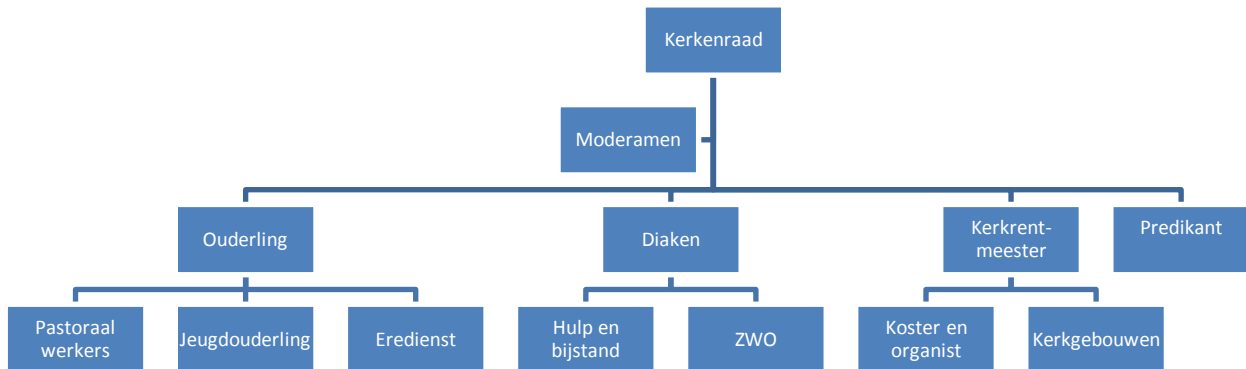 Kerkenraad
Moderamen
Ouderling
Diaken
Kerkrent-
meester
Predikant
Pastoraal
werkers
Jeugdouderling
Eredienst
Hulp en
bijstand
ZWO
Koster en
organist
Kerkgebouwen